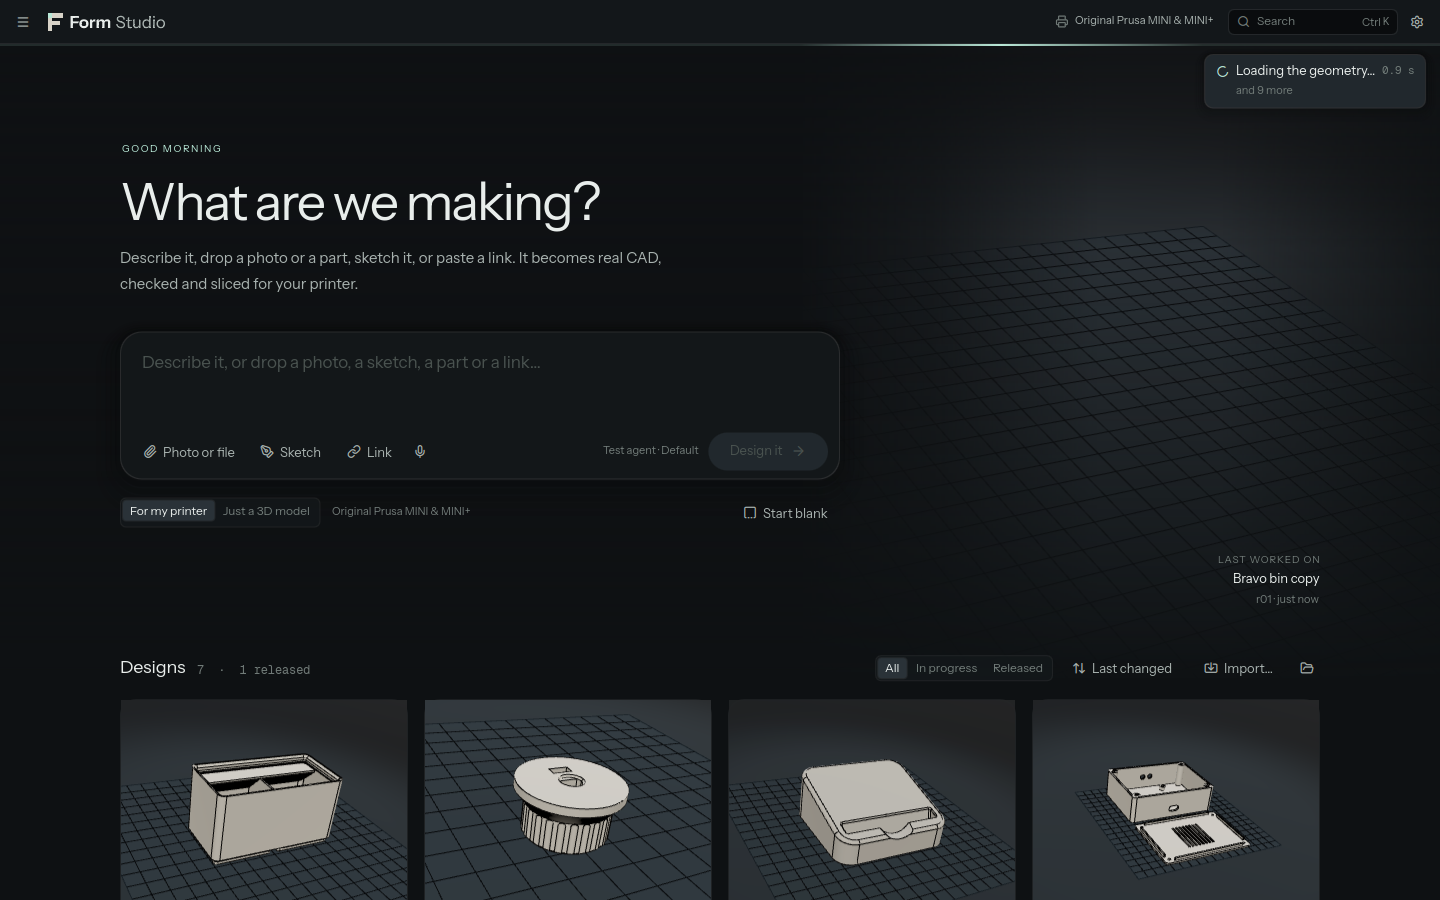 Form Studio
Original Prusa MINI & MINI+
Search
Ctrl K
Loading the geometry... 0.9 s
and 9 more
GOOD MORNING
What are we making?
Describe it, drop a photo or a part, sketch it, or paste a link. It becomes real CAD,
checked and sliced for your printer.
Describe it, or drop a photo, a sketch, a part or a link...
Photo or file
Sketch
Link
Test agent · Default
Design it
For my printer
Just a 3D model
Original Prusa MINI & MINI+
Start blank
LAST WORKED ON
Bravo bin copy
r01 · just now
Designs 7 · 1 released
All
In progress
Released
Last changed
Import...